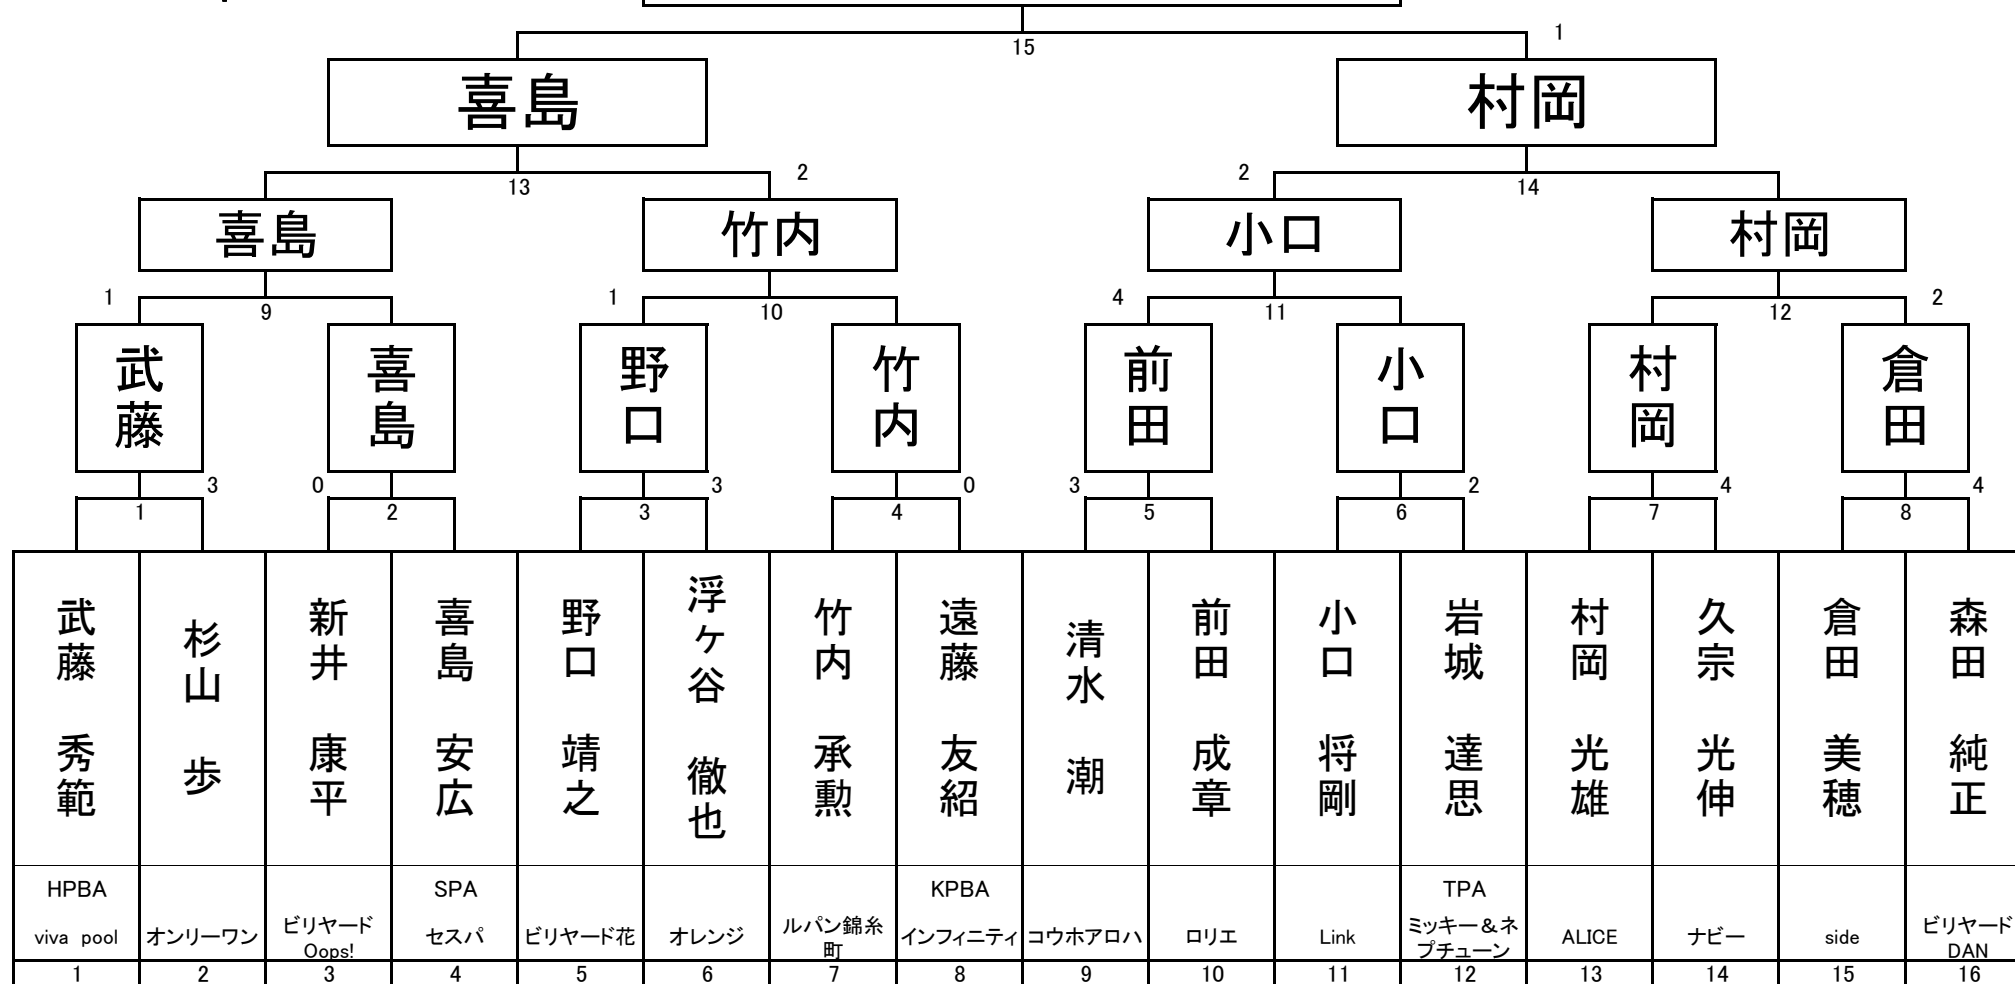 1
15
喜島
村岡
2
2
13
14
喜島
竹内
小口
村岡
1
1
4
2
9
10
11
12
武藤
喜島
野口
竹内
前田
小口
村岡
倉田
3
0
3
0
3
2
4
4
1
2
3
4
5
6
7
8
武藤 秀範
杉山 歩
新井 康平
喜島 安広
野口 靖之
浮ヶ谷 徹也
竹内 承勲
遠藤 友紹
清水 潮
前田 成章
小口 将剛
岩城 達思
村岡 光雄
久宗 光伸
倉田 美穂
森田 純正
HPBA
viva pool
オンリーワン
ビリヤード
Oops!
SPA
セスパ
ビリヤード花
オレンジ
ルパン錦糸
町
KPBA
インフィニティ
コウホアロハ
ロリエ
Link
TPA
ミッキー＆ネ
プチューン
ALICE
ナビー
side
ビリヤード
DAN
1
2
3
4
5
6
7
8
9
10
11
12
13
14
15
16